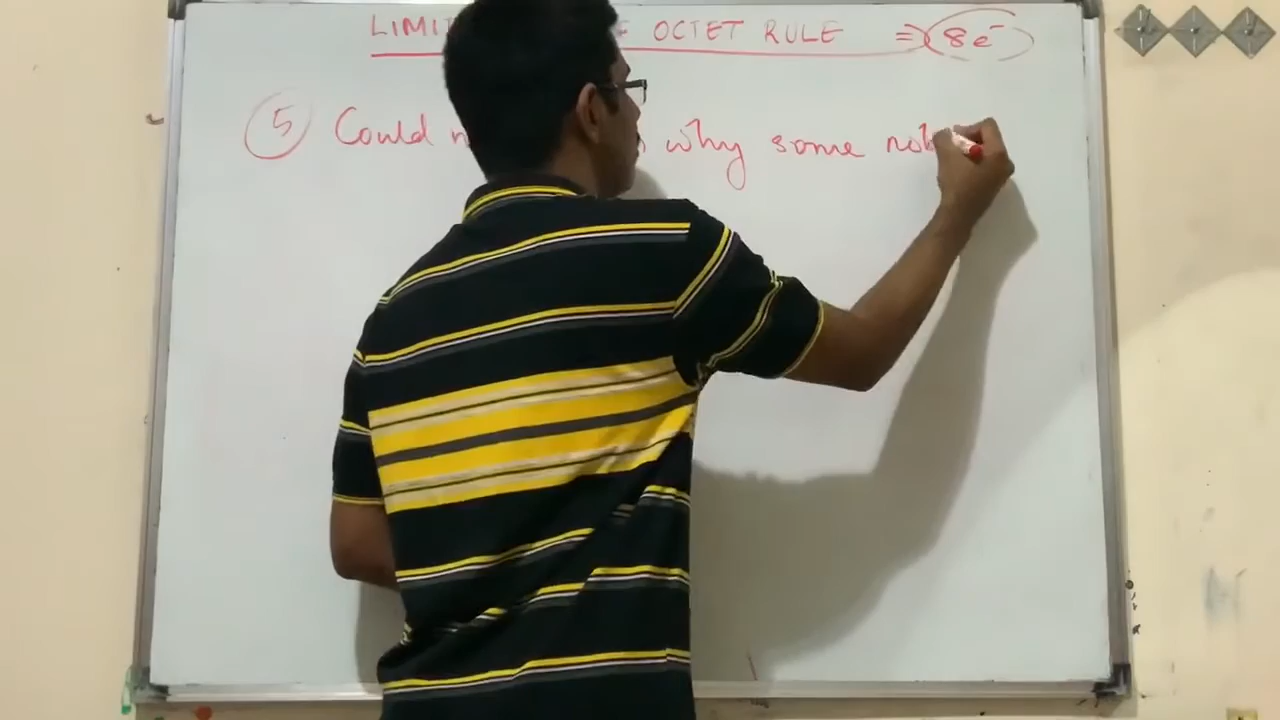 LIMIT OCTET RULE ⇒ 8e⁻
⑤ Could why some nob